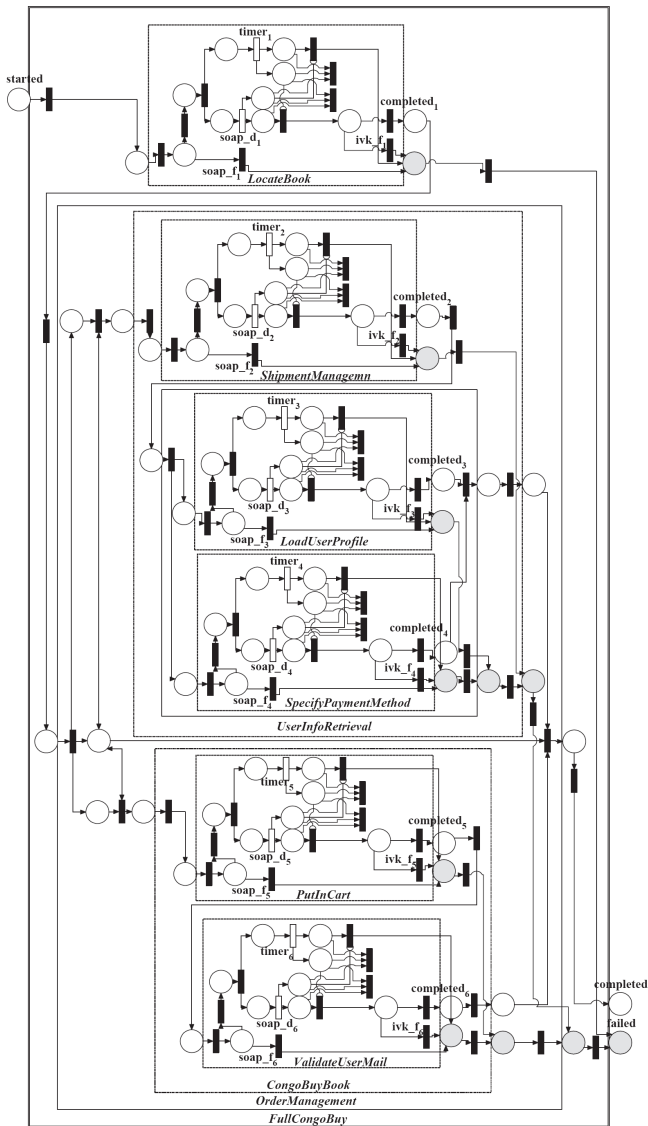 started
timer1
completed1
soap_d1
ivk_f1
soap_f1
LocateBook
timer2
completed2
soap_d2
ivk_f2
soap_f2
ShipmentManagemn
timer3
completed3
soap_d3
ivk_f3
soap_f3
LoadUserProfile
timer4
completed4
soap_d4
ivk_f4
soap_f4
SpecifyPaymentMethod
UserInfoRetrieval
timer5
completed5
soap_d5
ivk_f5
soap_f5
PutInCart
timer6
completed6
soap_d6
ivk_f6
soap_f6
ValidateUserMail
completed
failed
CongoBuyBook
OrderManagement
FullCongoBuy